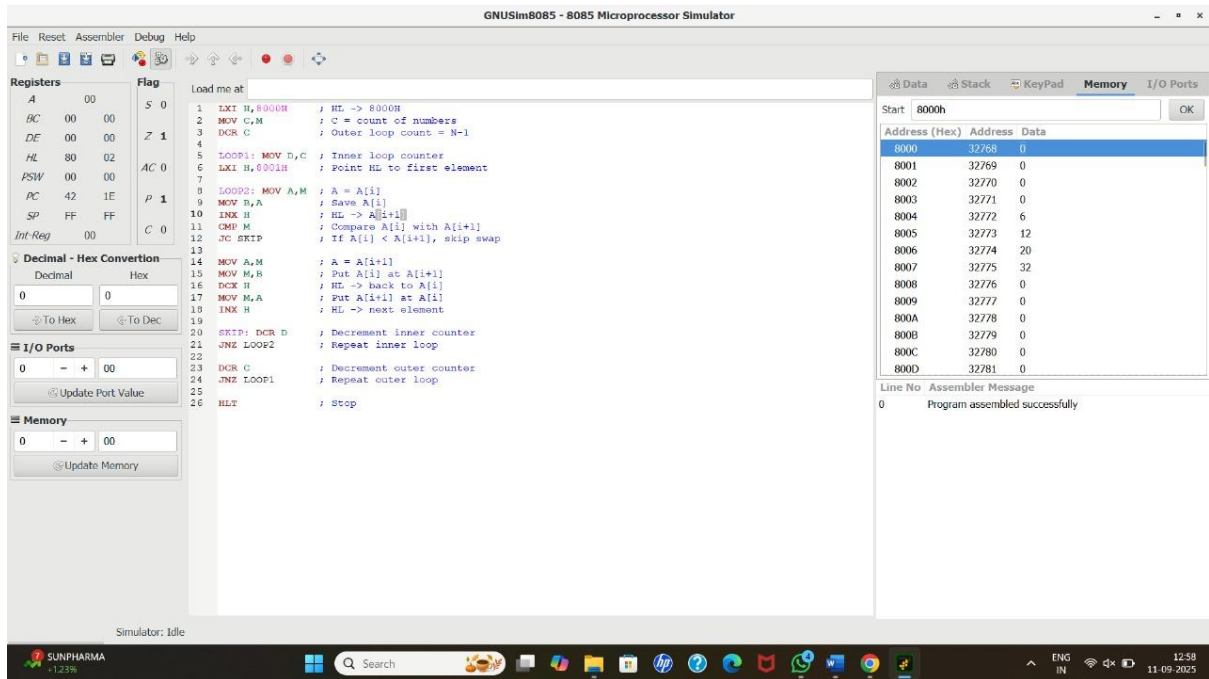 GNUSim8085 - 8085 Microprocessor Simulator
File Reset Assembler Debug Help
Registers Flag
A 00
BC 00 00
DE 00 00
HL 80 02
PSW 00 00
PC 42 1E
SP FF FF
Int-Reg 00
S 0
Z 1
AC 0
P 1
C 0
Decimal - Hex Convertion
Decimal Hex
0 0
To Hex To Dec
I/O Ports
0 - + 00
Update Port Value
Memory
0 - + 00
Update Memory
Load me at
1 LXI H,8000H ; HL -> 8000H
2 MOV C,M ; C = count of numbers
3 DCR C ; Outer loop count = N-1
4
5 LOOP1: MOV D,C ; Inner loop counter
6 LXI H,8001H ; Point HL to first element
7
8 LOOP2: MOV A,M ; A = A[i]
9 MOV B,A ; Save A[i]
10 INX H ; HL -> A[i+1]
11 CMP M ; Compare A[i] with A[i+1]
12 JC SKIP ; If A[i] < A[i+1], skip swap
13
14 MOV A,M ; A = A[i+1]
15 MOV M,B ; Put A[i] at A[i+1]
16 DCX H ; HL -> back to A[i]
17 MOV M,A ; Put A[i+1] at A[i]
18 INX H ; HL -> next element
19
20 SKIP: DCR D ; Decrement inner counter
21 JNZ LOOP2 ; Repeat inner loop
22
23 DCR C ; Decrement outer counter
24 JNZ LOOP1 ; Repeat outer loop
25
26 HLT ; Stop
Data Stack KeyPad Memory I/O Ports
Start 8000h OK
Address (Hex) Address Data
8000 32768 0
8001 32769 0
8002 32770 0
8003 32771 0
8004 32772 6
8005 32773 12
8006 32774 20
8007 32775 32
8008 32776 0
8009 32777 0
800A 32778 0
800B 32779 0
800C 32780 0
800D 32781 0
Line No Assembler Message
0 Program assembled successfully
Simulator: Idle
7 SUNPHARMA
+1.23%
Search
ENG
IN
12:58
11-09-2025